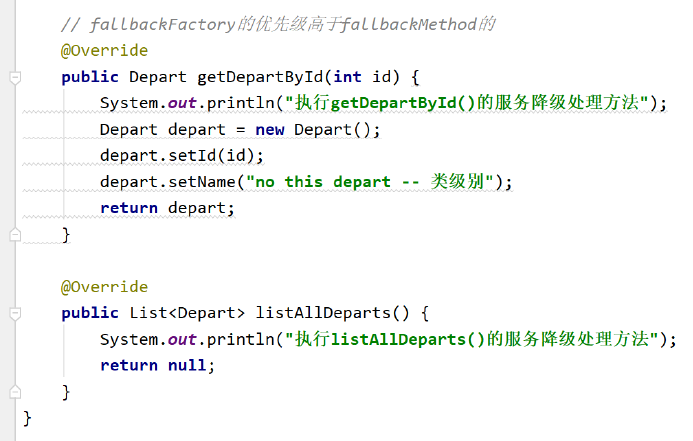 // fallbackFactory的优先级高于fallbackMethod的
@Override
public Depart getDepartById(int id) {
System.out.println("执行getDepartById()的服务降级处理方法");
Depart depart = new Depart();
depart.setId(id);
depart.setName("no this depart -- 类级别");
return depart;
}
@Override
public List<Depart> listAllDeparts() {
System.out.println("执行listAllDeparts()的服务降级处理方法");
return null;
}
}